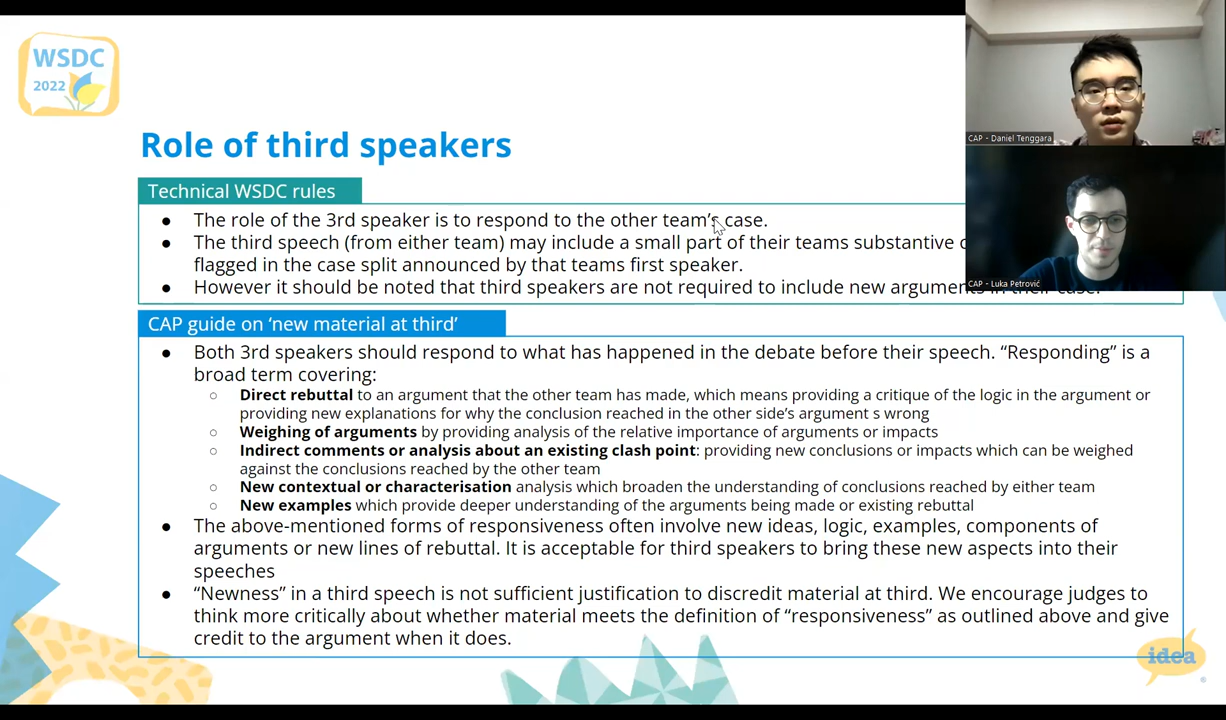 WSDC
2022
CAP - Daniel Tenggara
CAP - Luka Petrović
Role of third speakers
Technical WSDC rules
● The role of the 3rd speaker is to respond to the other team's case.
● The third speech (from either team) may include a small part of their teams substantive
flagged in the case split announced by that teams first speaker.
● However it should be noted that third speakers are not required to include new arguments in their case.
CAP guide on ‘new material at third’
● Both 3rd speakers should respond to what has happened in the debate before their speech. “Responding” is a
broad term covering:
○ Direct rebuttal to an argument that the other team has made, which means providing a critique of the logic in the argument or
providing new explanations for why the conclusion reached in the other side's argument s wrong
○ Weighing of arguments by providing analysis of the relative importance of arguments or impacts
○ Indirect comments or analysis about an existing clash point: providing new conclusions or impacts which can be weighed
against the conclusions reached by the other team
○ New contextual or characterisation analysis which broaden the understanding of conclusions reached by either team
○ New examples which provide deeper understanding of the arguments being made or existing rebuttal
● The above-mentioned forms of responsiveness often involve new ideas, logic, examples, components of
arguments or new lines of rebuttal. It is acceptable for third speakers to bring these new aspects into their
speeches
● “Newness” in a third speech is not sufficient justification to discredit material at third. We encourage judges to
think more critically about whether material meets the definition of “responsiveness” as outlined above and give
credit to the argument when it does.
idea